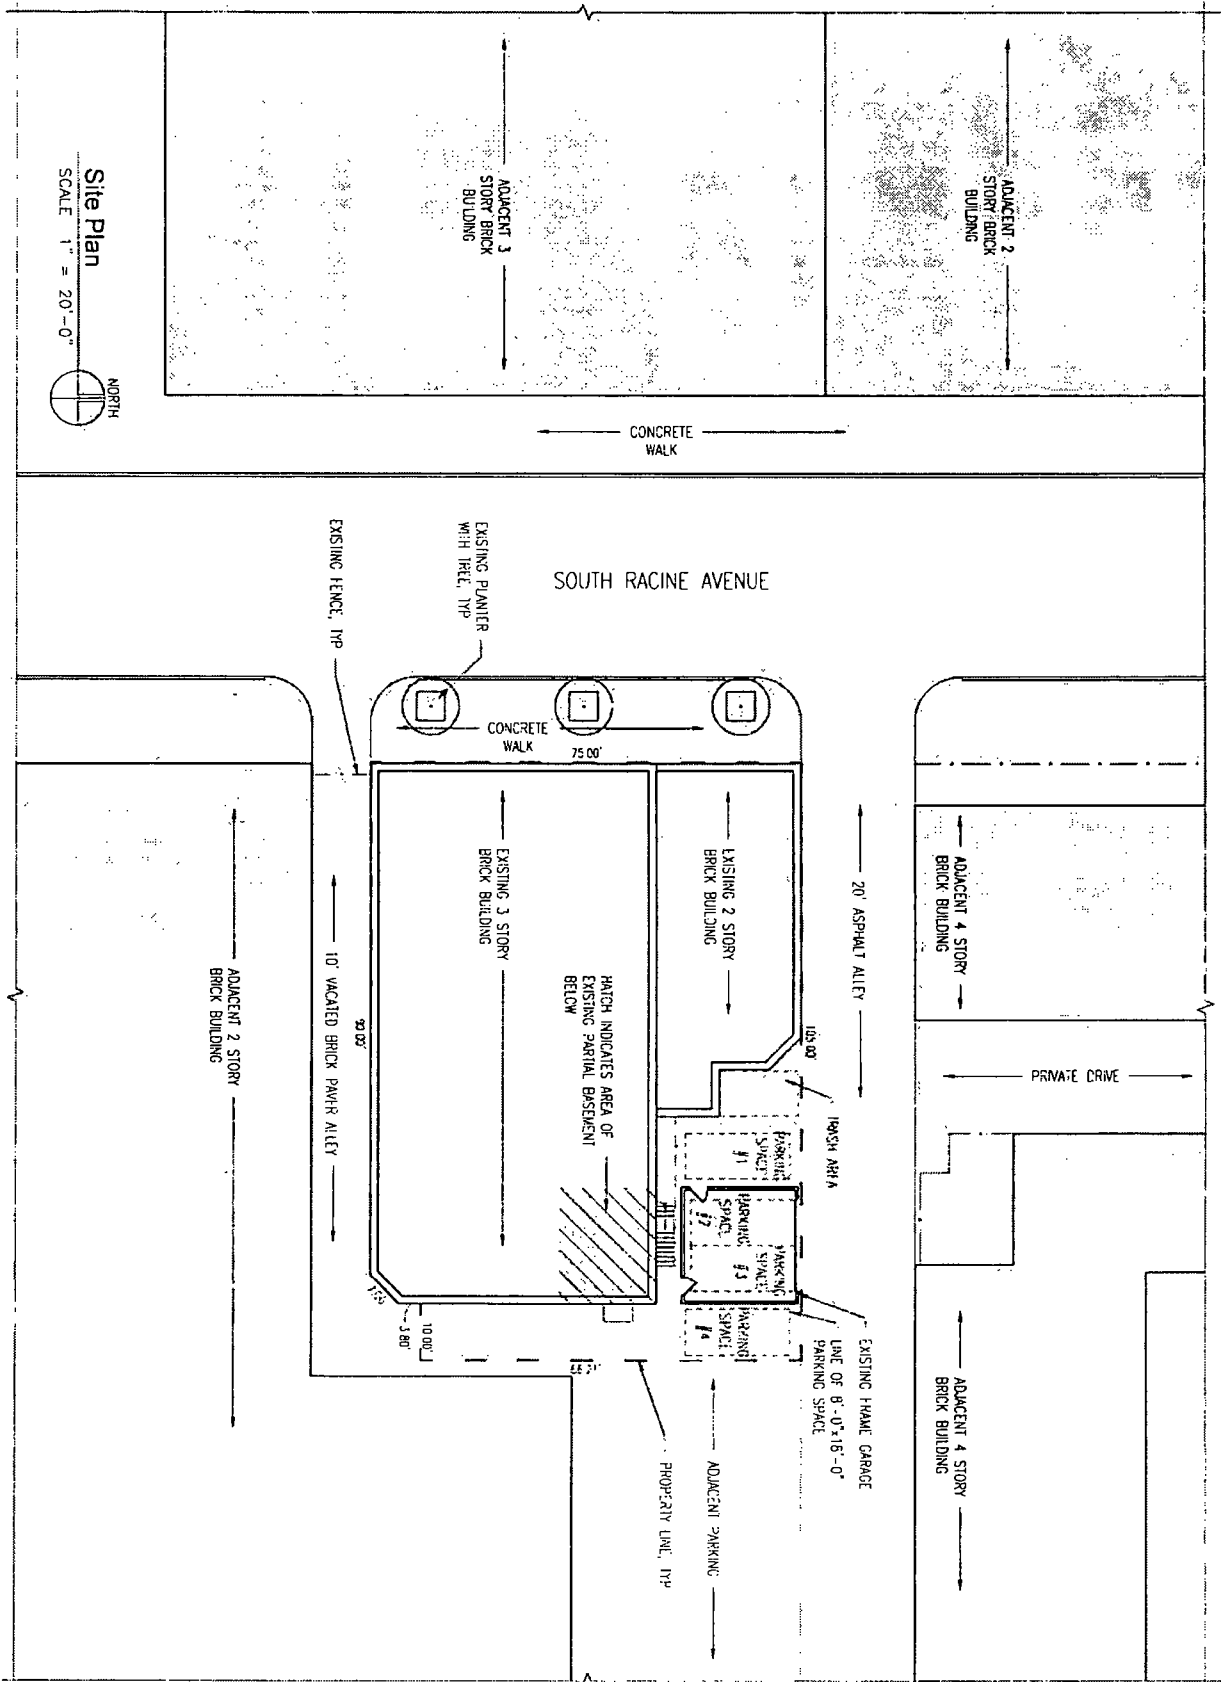 ADJACENT 3
STORY BRICK
BUILDING
ADJACENT 2
STORY BRICK
BUILDING
Site Plan
SCALE 1" = 20'-0"
NORTH
CONCRETE
WALK
SOUTH RACINE AVENUE
EXISTING FENCE, TYP
EXISTING PLANTER
WITH TREE, TYP
CONCRETE
WALK
75.00'
EXISTING 3 STORY
BRICK BUILDING
EXISTING 2 STORY
BRICK BUILDING
20' ASPHALT ALLEY
105.00'
ADJACENT 4 STORY
BRICK BUILDING
PRIVATE DRIVE
HATCH INDICATES AREA OF
EXISTING PARTIAL BASEMENT
BELOW
10' VACATED BRICK PAVER ALLEY
90.00'
ADJACENT 2 STORY
BRICK BUILDING
TRASH AREA
PARKING
SPACE
#1
PARKING
SPACE
#2
PARKING
SPACE
#3
PARKING
SPACE
#4
EXISTING FRAME GARAGE
LINE OF 8'-0"x18'-0"
PARKING SPACE
ADJACENT 4 STORY
BRICK BUILDING
3.80'
10.00'
ADJACENT PARKING
PROPERTY LINE, TYP